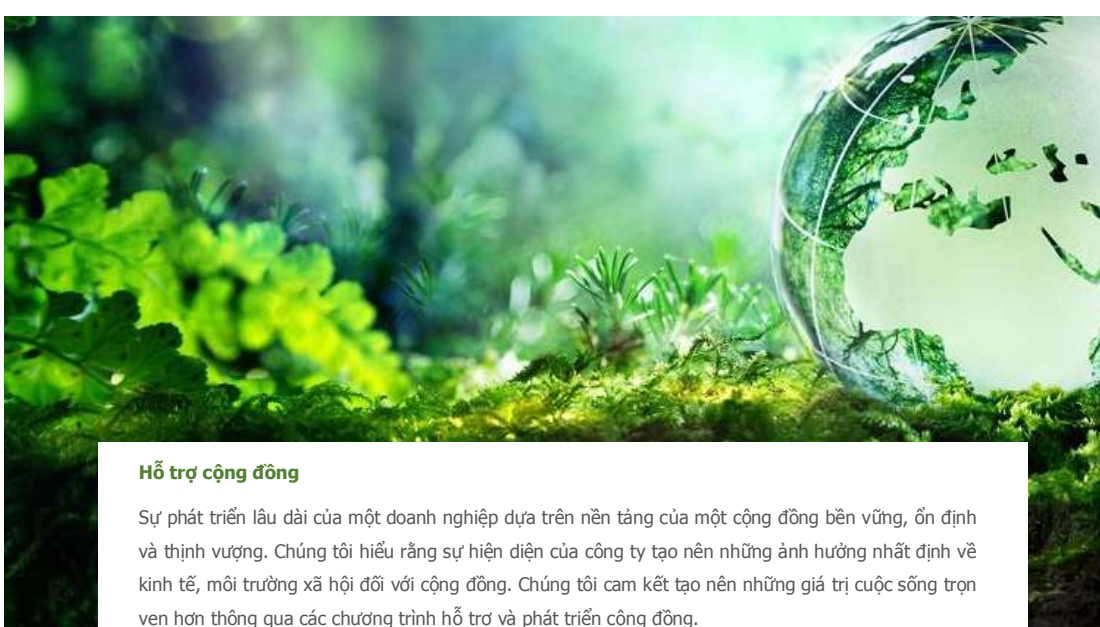 Hỗ trợ cộng đồng
Sự phát triển lâu dài của một doanh nghiệp dựa trên nền tảng của một cộng đồng bền vững, ổn định
và thịnh vượng. Chúng tôi hiểu rằng sự hiện diện của công ty tạo nên những ảnh hưởng nhất định về
kinh tế, môi trường xã hội đối với cộng đồng. Chúng tôi cam kết tạo nên những giá trị cuộc sống trọn
vẹn hơn thông qua các chương trình hỗ trợ và phát triển cộng đồng.